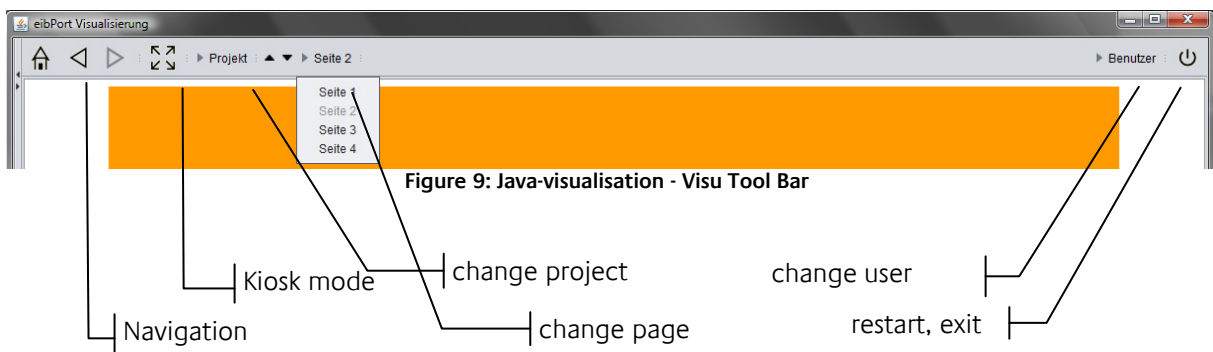 eibPort Visualisierung
Projekt Seite 2 Benutzer
Seite 1
Seite 2
Seite 3
Seite 4
Figure 9: Java-visualisation - Visu Tool Bar
Kiosk mode change project change user
Navigation change page restart, exit